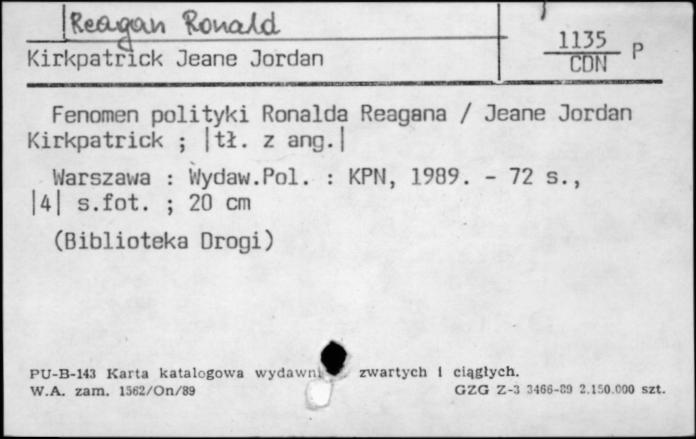 Reagan Ronald
Kirkpatrick Jeane Jordan
1135
CDN P
Fenomen polityki Ronalda Reagana / Jeane Jordan
Kirkpatrick ; |tł. z ang.|
Warszawa : Wydaw.Pol. : KPN, 1989. - 72 s.,
|4| s.fot. ; 20 cm
(Biblioteka Drogi)
PU-B-143 Karta katalogowa wydawni zwartych i ciągłych.
W.A. zam. 1562/On/89 GZG Z-3 3466-89 2.150.000 szt.